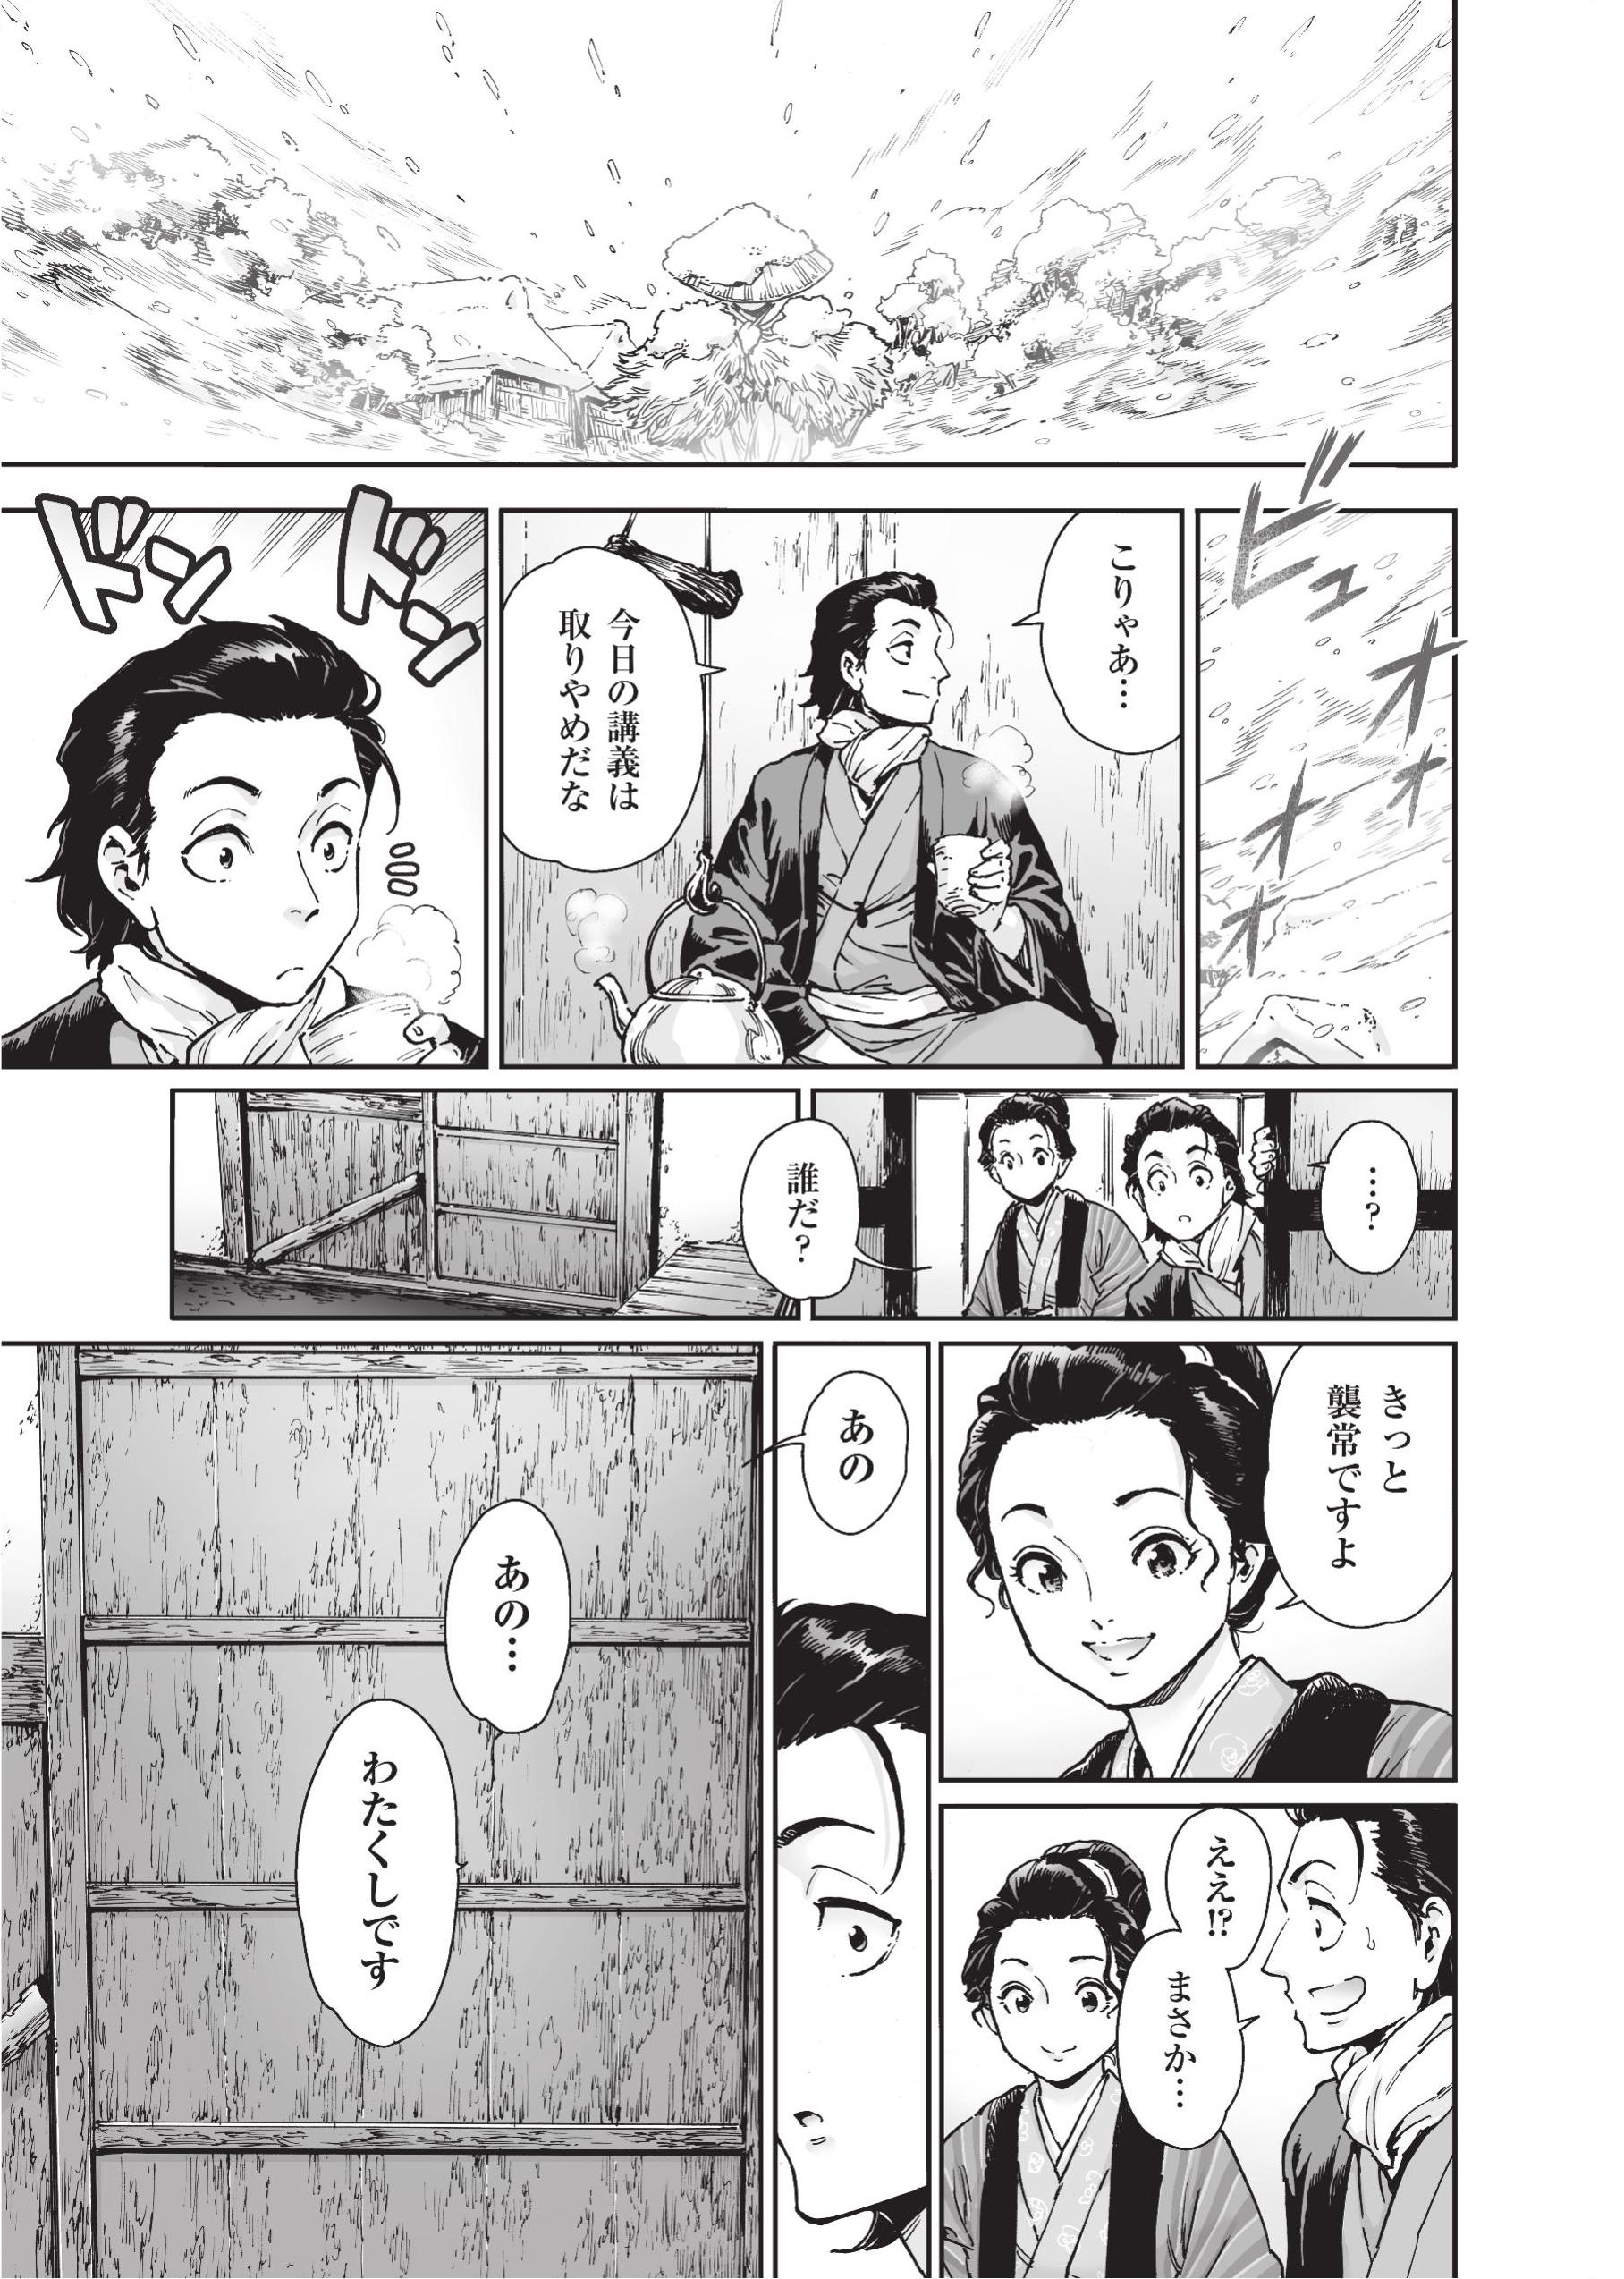 ビュオオオオ
こりゃあ…
今日の講義は
取りやめだな
ドンドン
…?
誰だ?
きっと
襲常ですよ
ええ!?
まさか…
あの
あの…
わたくしです